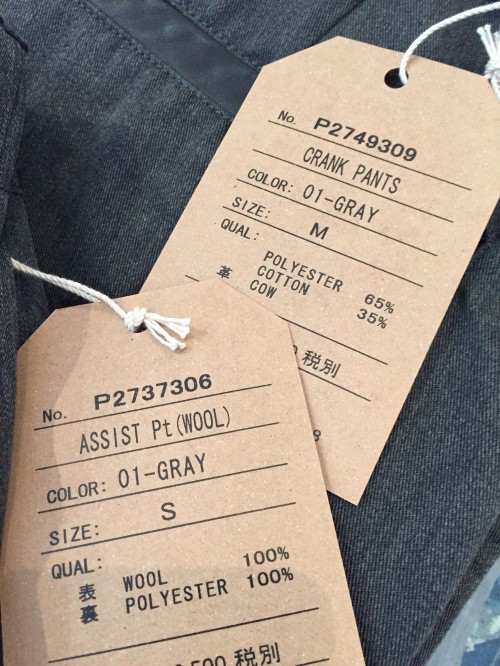 No. P2749309
CRANK PANTS
COLOR: 01-GRAY
SIZE: M
QUAL:
POLYESTER 65%
COTTON 35%
革 COW
税別
No. P2737306
ASSIST Pt(WOOL)
COLOR: 01-GRAY
SIZE: S
QUAL:
表 WOOL 100%
裏 POLYESTER 100%
,500 税別